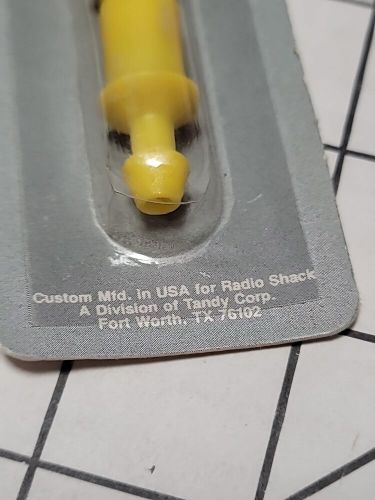 Custom Mfd. in USA for Radio Shack
A Division of Tandy Corp.
Fort Worth, TX 76102